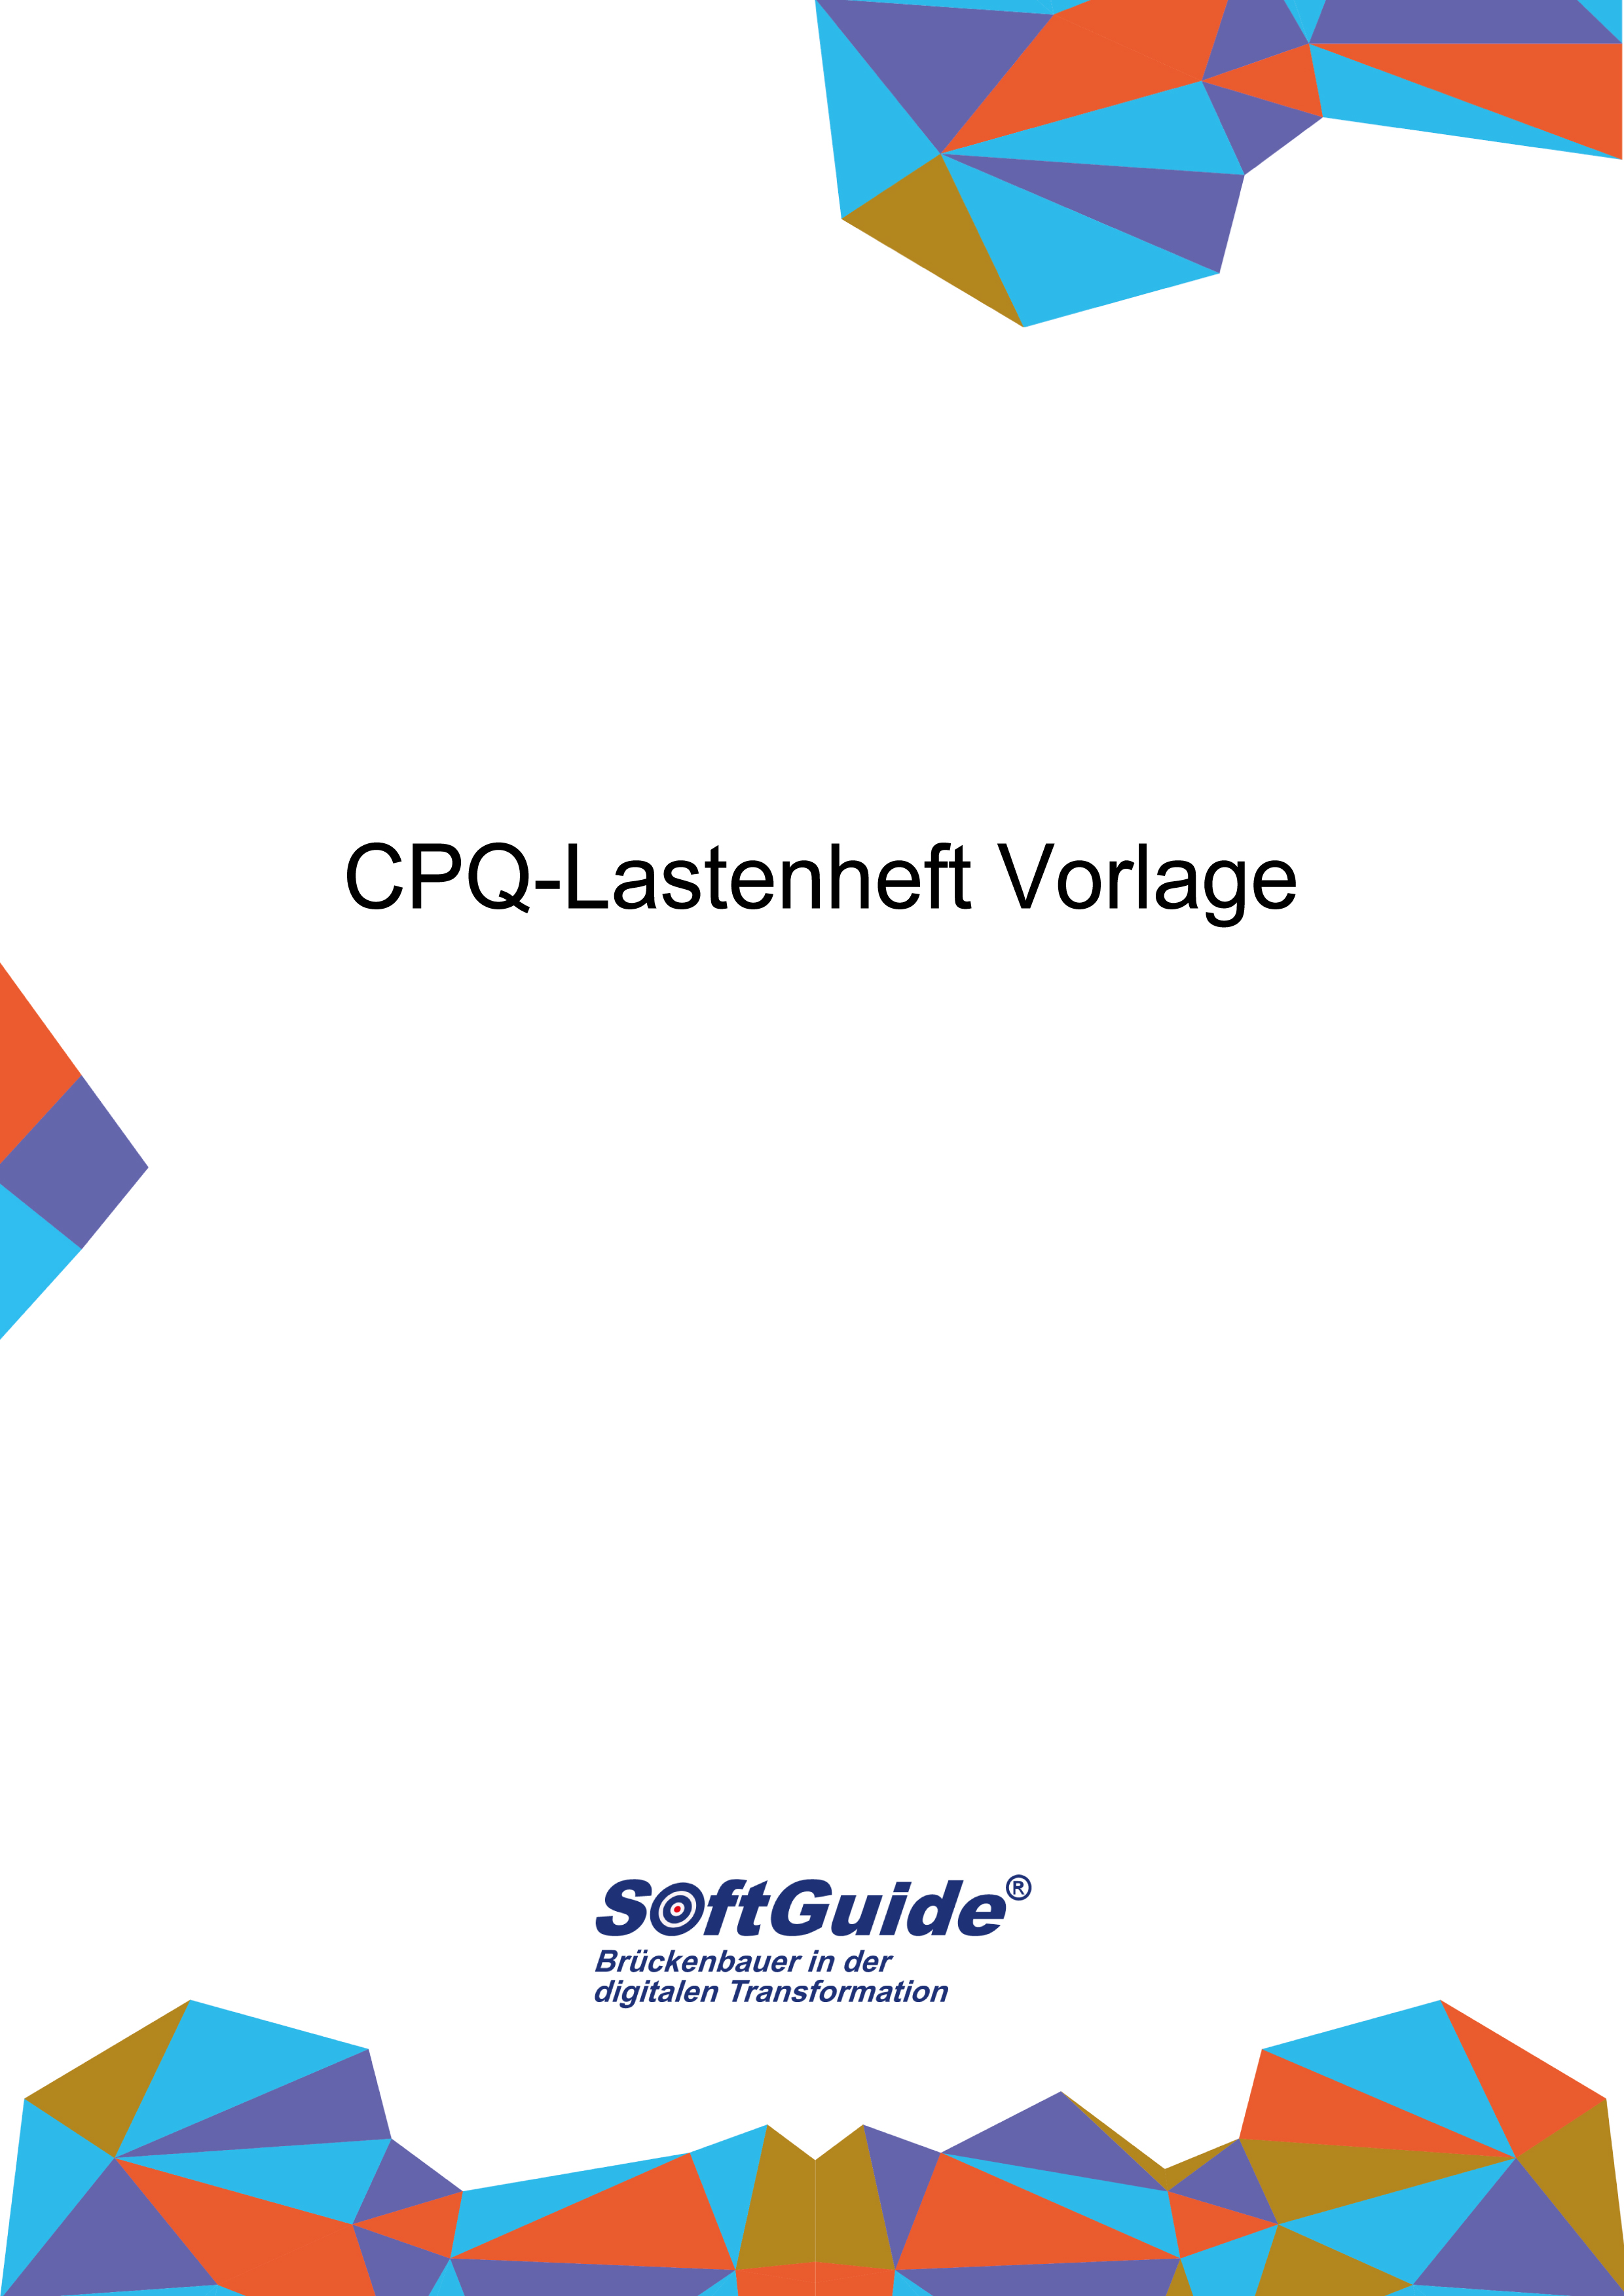 CPQ-Lastenheft Vorlage
SoftGuide®
Brückenbauer in der
digitalen Transformation